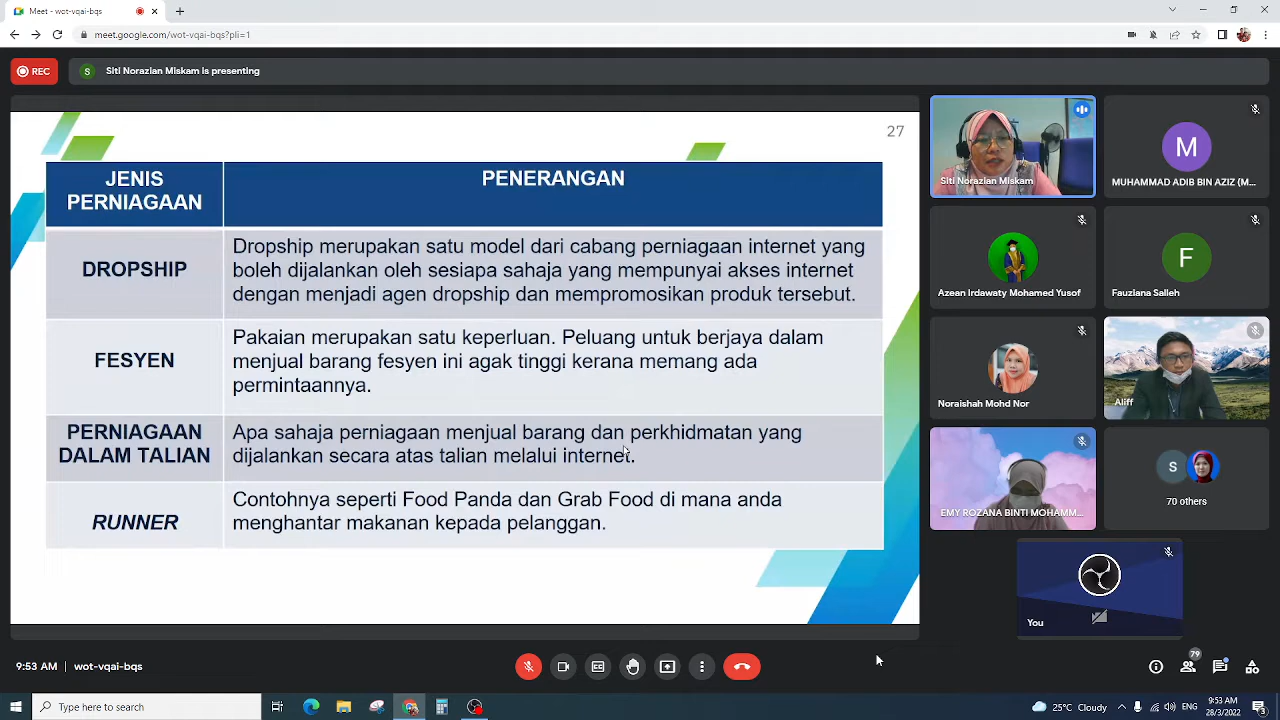 Meet - wot-vqai-bqs
meet.google.com/wot-vqai-bqs?pli=1
REC
S
Siti Norazian Miskam is presenting
27
JENIS
PERNIAGAAN
PENERANGAN
DROPSHIP
Dropship merupakan satu model dari cabang perniagaan internet yang
boleh dijalankan oleh sesiapa sahaja yang mempunyai akses internet
dengan menjadi agen dropship dan mempromosikan produk tersebut.
FESYEN
Pakaian merupakan satu keperluan. Peluang untuk berjaya dalam
menjual barang fesyen ini agak tinggi kerana memang ada
permintaannya.
PERNIAGAAN
DALAM TALIAN
Apa sahaja perniagaan menjual barang dan perkhidmatan yang
dijalankan secara atas talian melalui internet.
RUNNER
Contohnya seperti Food Panda dan Grab Food di mana anda
menghantar makanan kepada pelanggan.
Siti Norazian Miskam
M
MUHAMMAD ADIB BIN AZIZ (M...
Azean Irdawaty Mohamed Yusof
F
Fauziana Salleh
Noraishah Mohd Nor
Aliff
EMY ROZANA BINTI MOHAMM...
S
70 others
You
9:53 AM | wot-vqai-bqs
79
Type here to search
25°C Cloudy
9:53 AM
28/3/2022
3